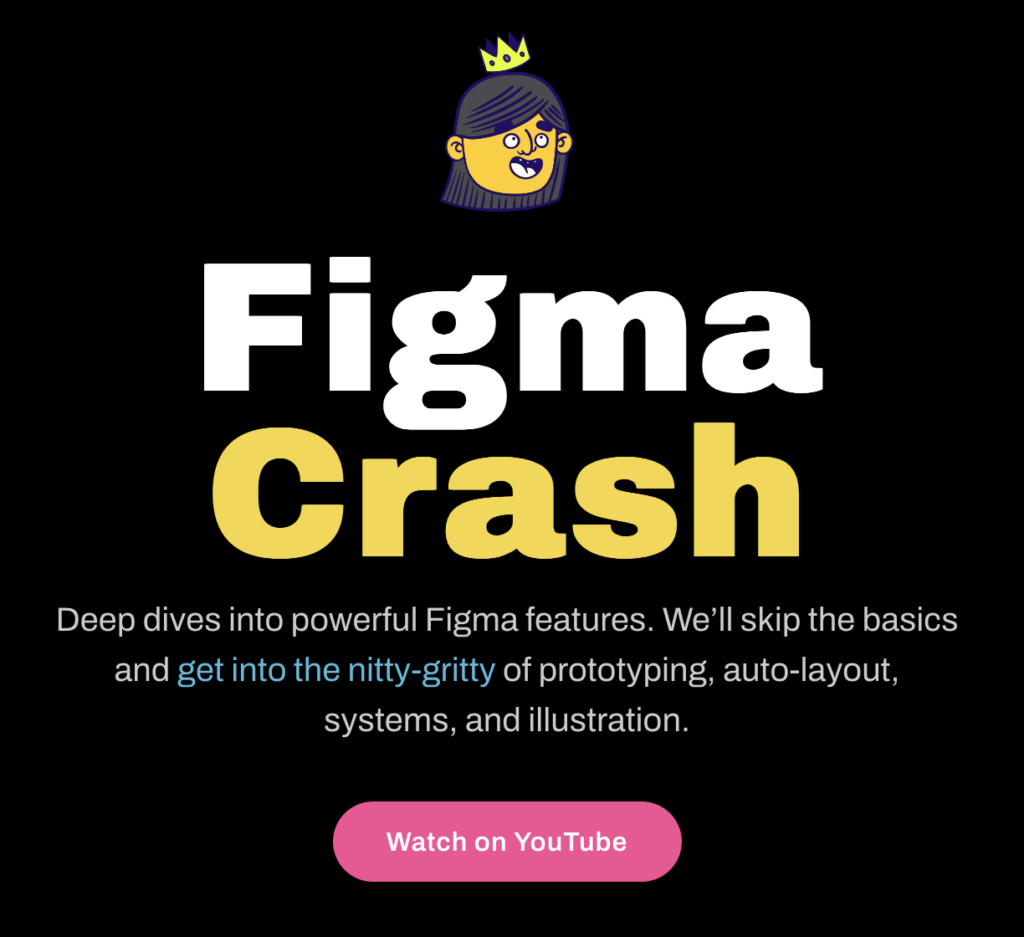 Figma
Crash
Deep dives into powerful Figma features. We’ll skip the basics
and get into the nitty-gritty of prototyping, auto-layout,
systems, and illustration.
Watch on YouTube